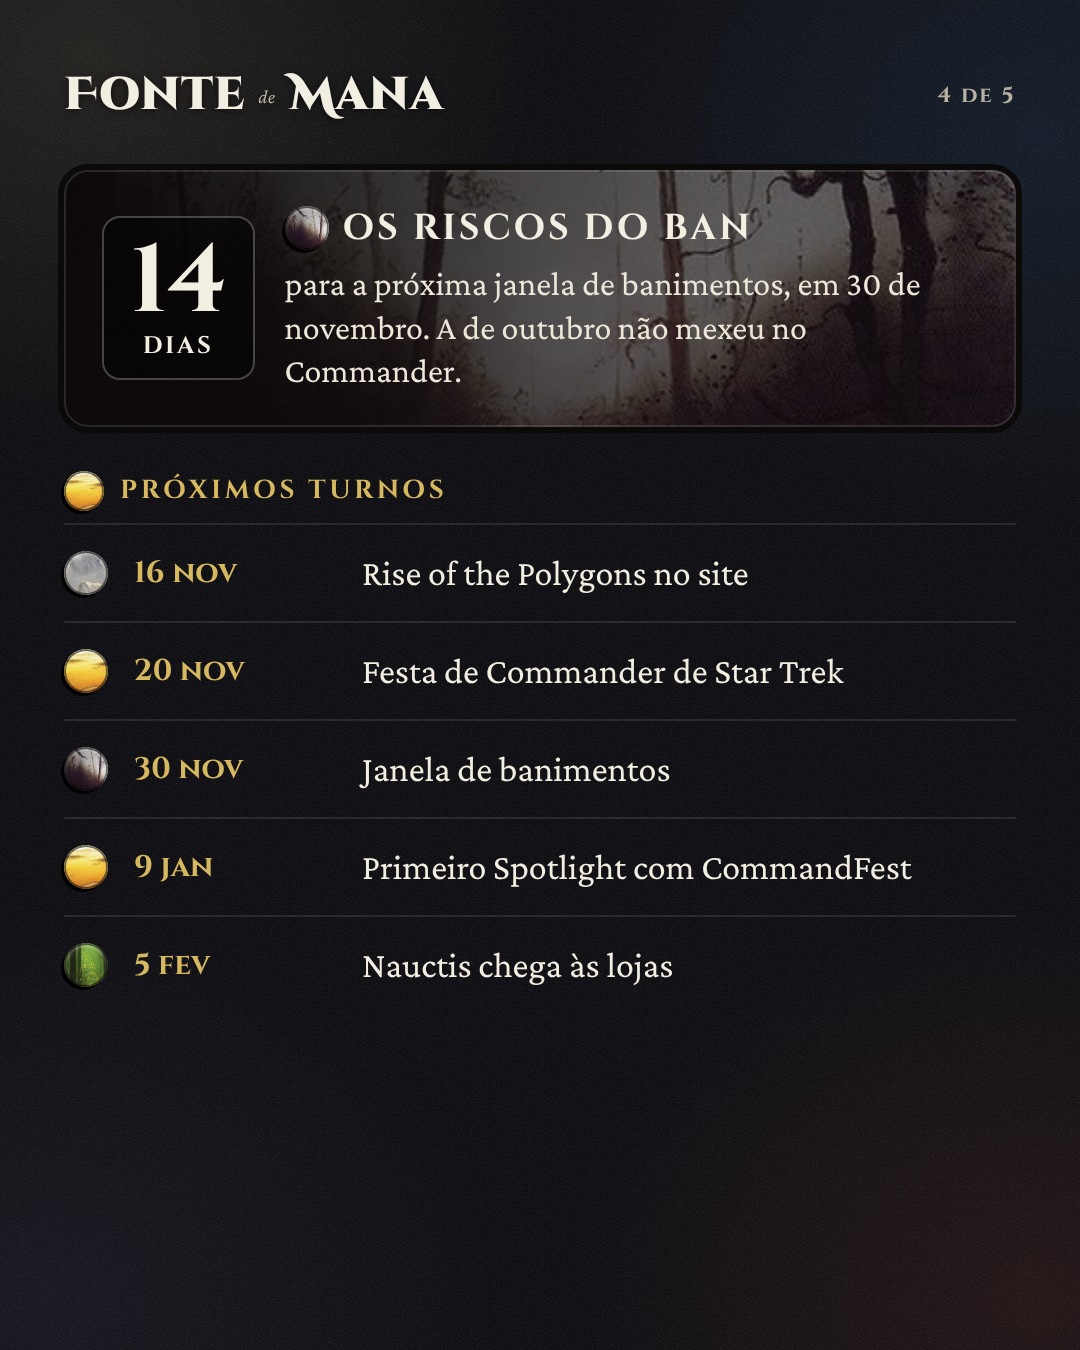 Fonte de Mana
4 DE 5
14
DIAS
OS RISCOS DO BAN
para a próxima janela de banimentos, em 30 de
novembro. A de outubro não mexeu no
Commander.
PRÓXIMOS TURNOS
16 NOV Rise of the Polygons no site
20 NOV Festa de Commander de Star Trek
30 NOV Janela de banimentos
9 JAN Primeiro Spotlight com CommandFest
5 FEV Nauctis chega às lojas